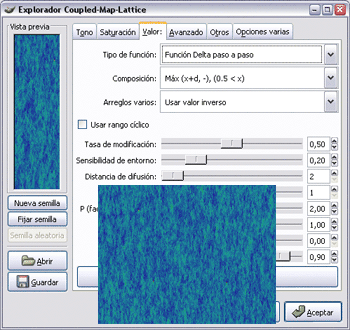 Explorador Coupled-Map-Lattice
Vista previa
Tono
Saturación
Valor:
Avanzado
Otros
Opciones varias
Tipo de función:
Función Delta paso a paso
Composición:
Máx (x+d, -), (0.5 < x)
Arreglos varios:
Usar valor inverso
Usar rango cíclico
Tasa de modificación:
0,50
Sensibilidad de entorno:
0,20
Distancia de difusión:
2
1
P (fac
2,00
1,00
0,00
0,90
Nueva semilla
Fijar semilla
Semilla aleatoria
Abrir
Guardar
Aceptar